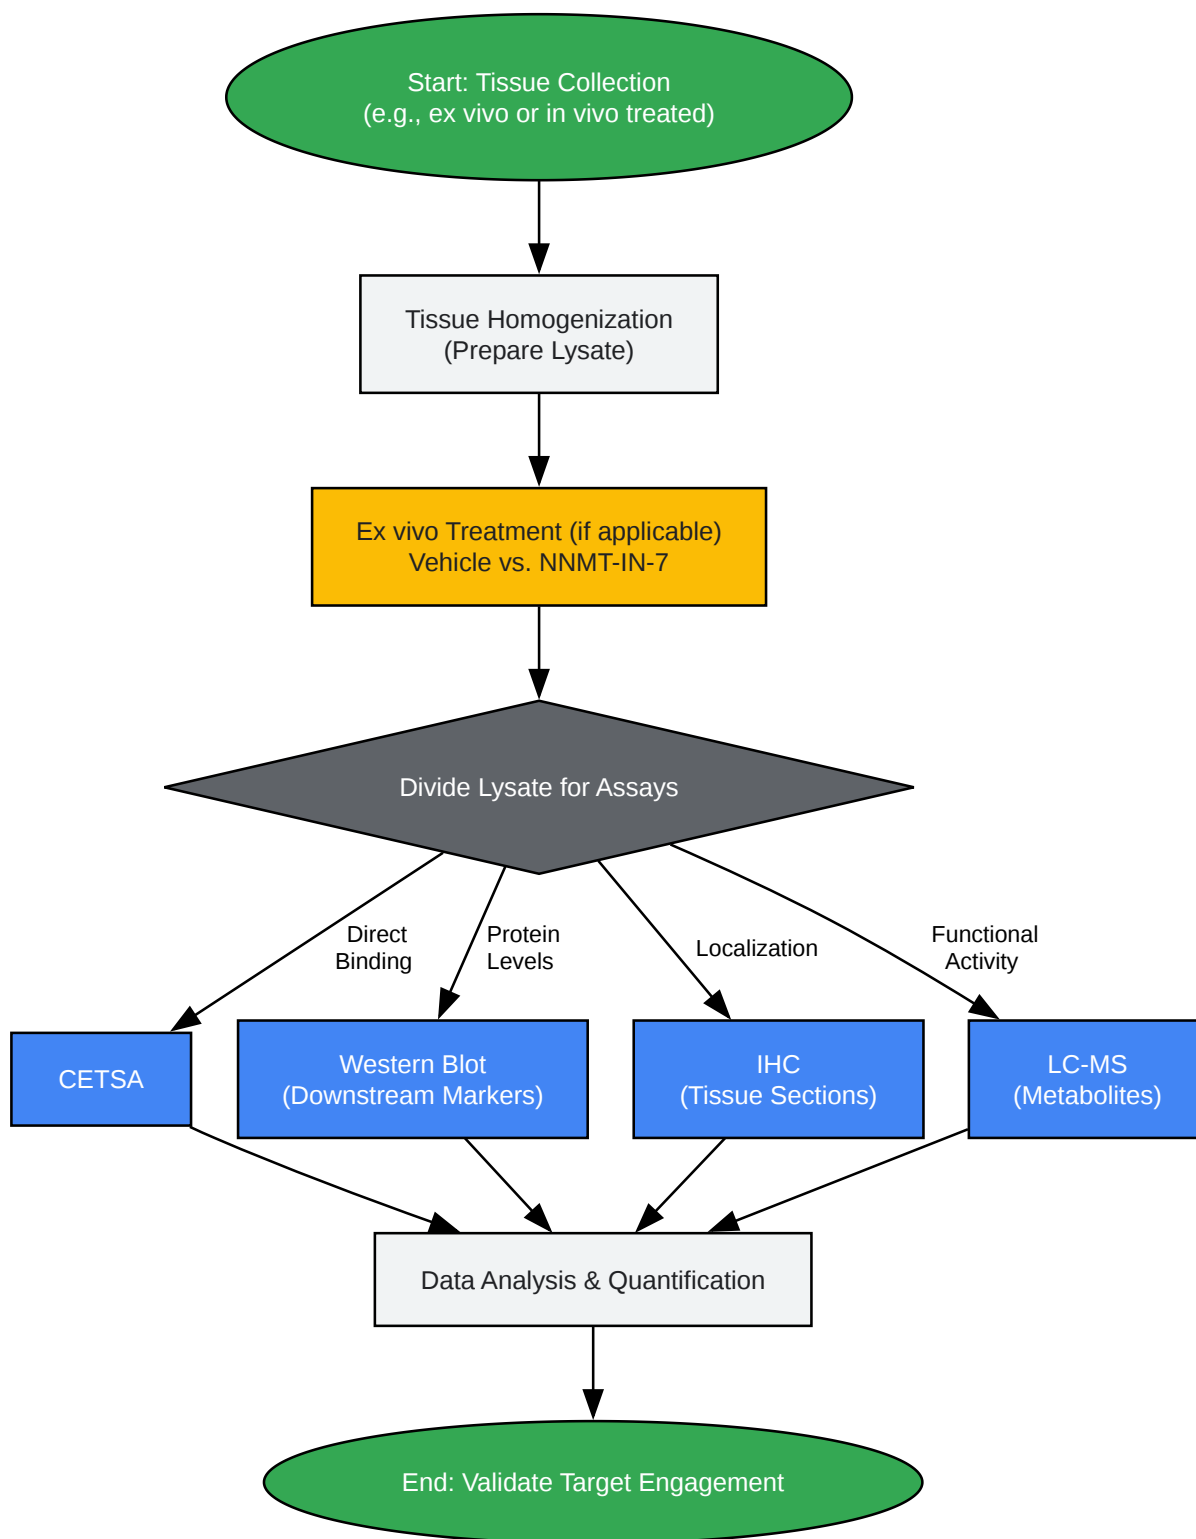 Start: Tissue Collection
(e.g., ex vivo or in vivo treated)
Tissue Homogenization
(Prepare Lysate)
Ex vivo Treatment (if applicable)
Vehicle vs. NNMT-IN-7
Divide Lysate for Assays
Direct
Binding
Protein
Levels
Localization
Functional
Activity
CETSA
Western Blot
(Downstream Markers)
IHC
(Tissue Sections)
LC-MS
(Metabolites)
Data Analysis & Quantification
End: Validate Target Engagement